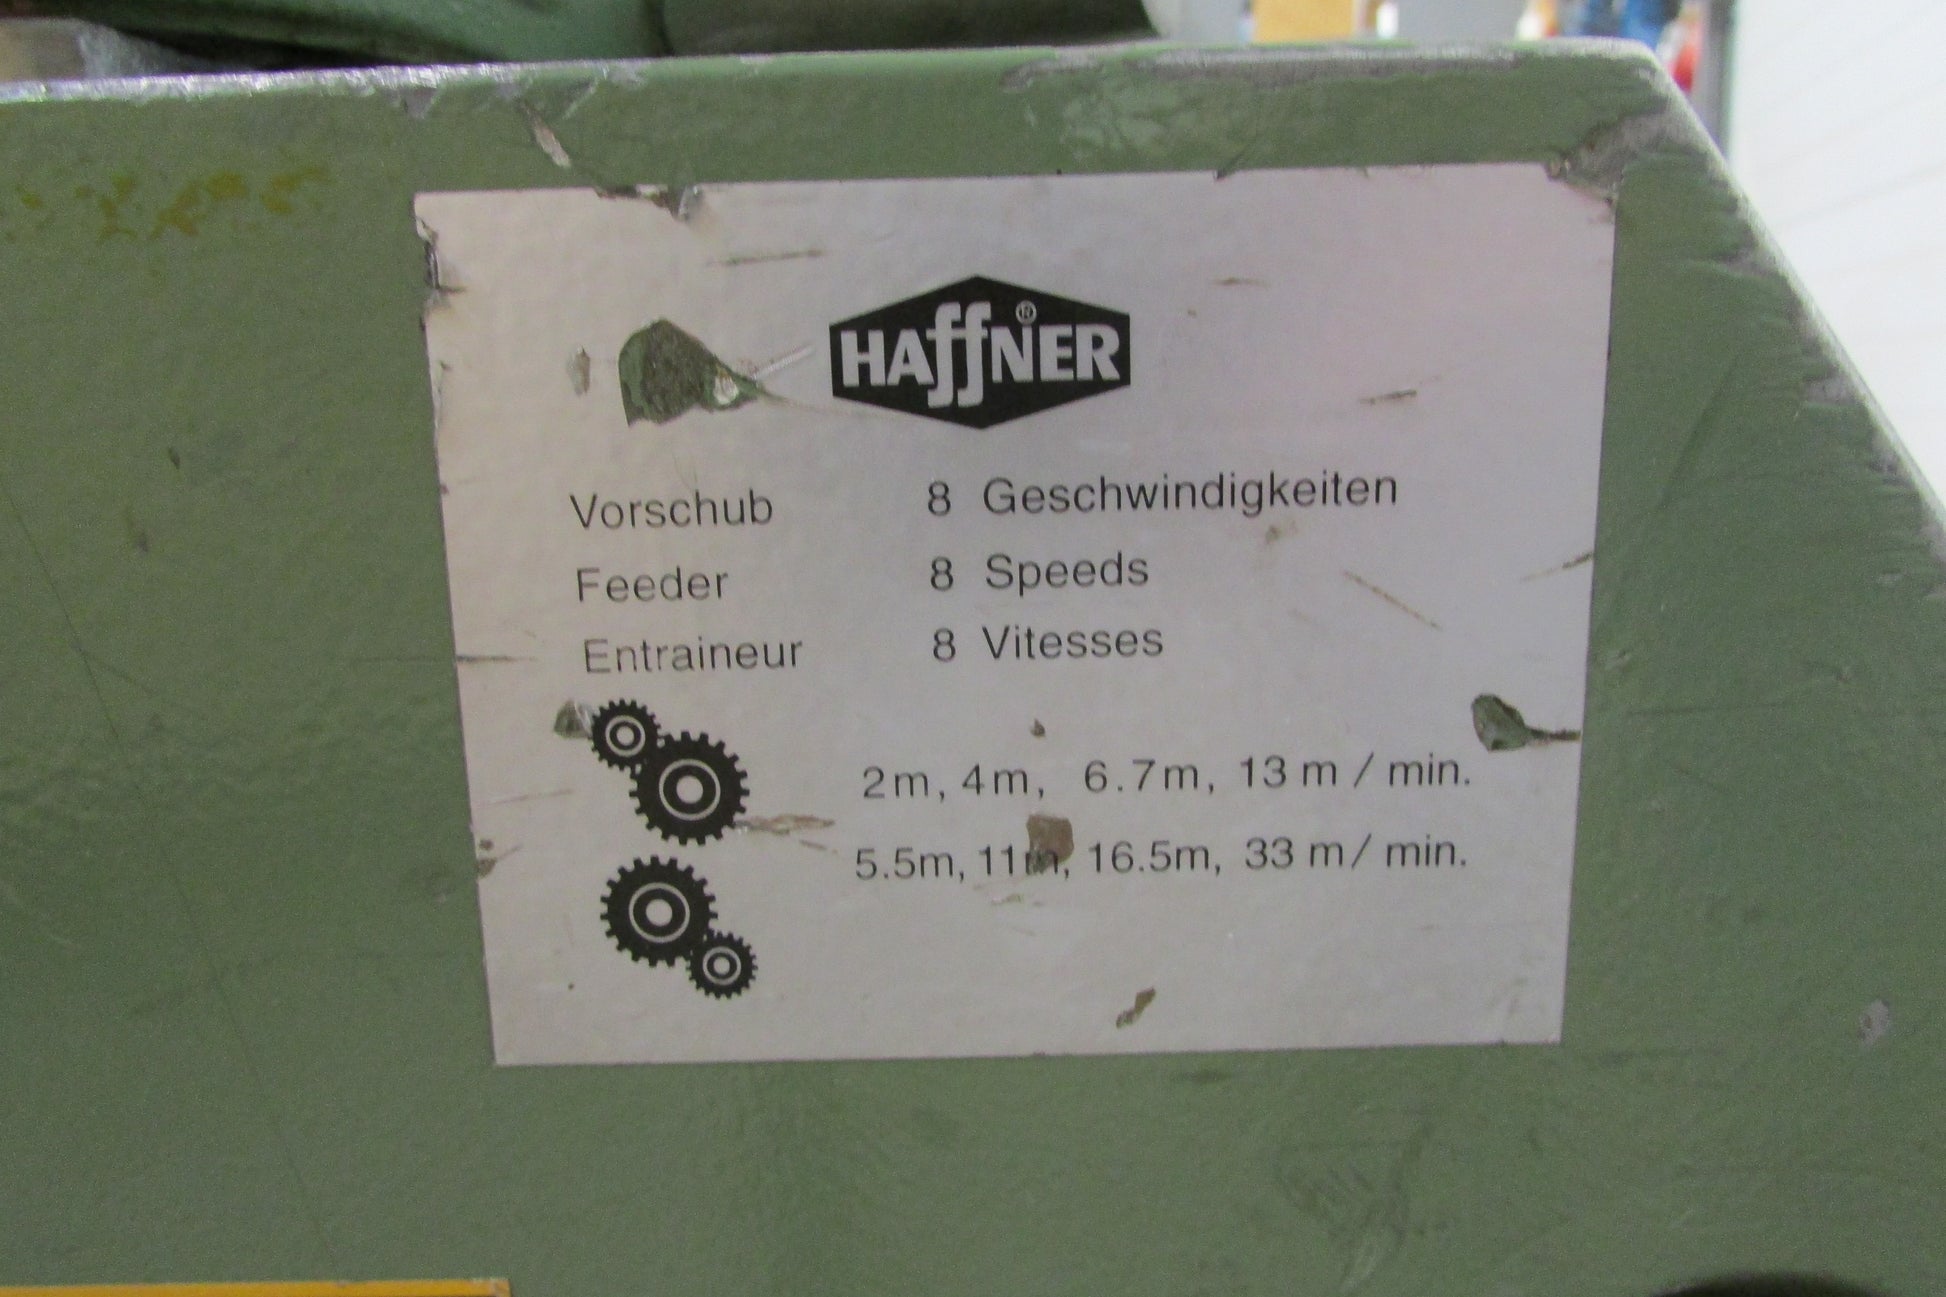 HAffNER®
Vorschub 8 Geschwindigkeiten
Feeder 8 Speeds
Entraineur 8 Vitesses
2m, 4m, 6.7m, 13 m / min.
5.5m, 11m, 16.5m, 33 m / min.